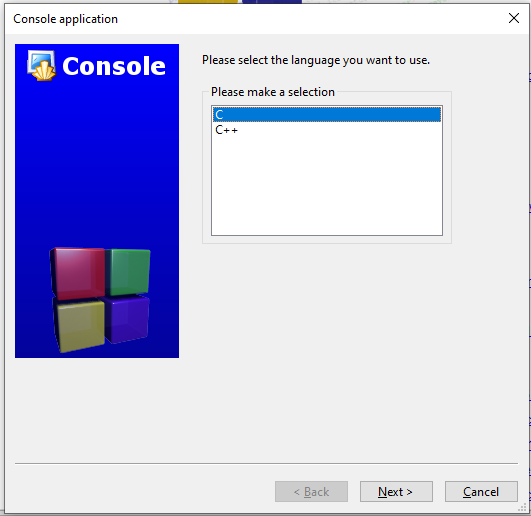 Console application
Console
Please select the language you want to use.
Please make a selection
C
C++
< Back
Next >
Cancel